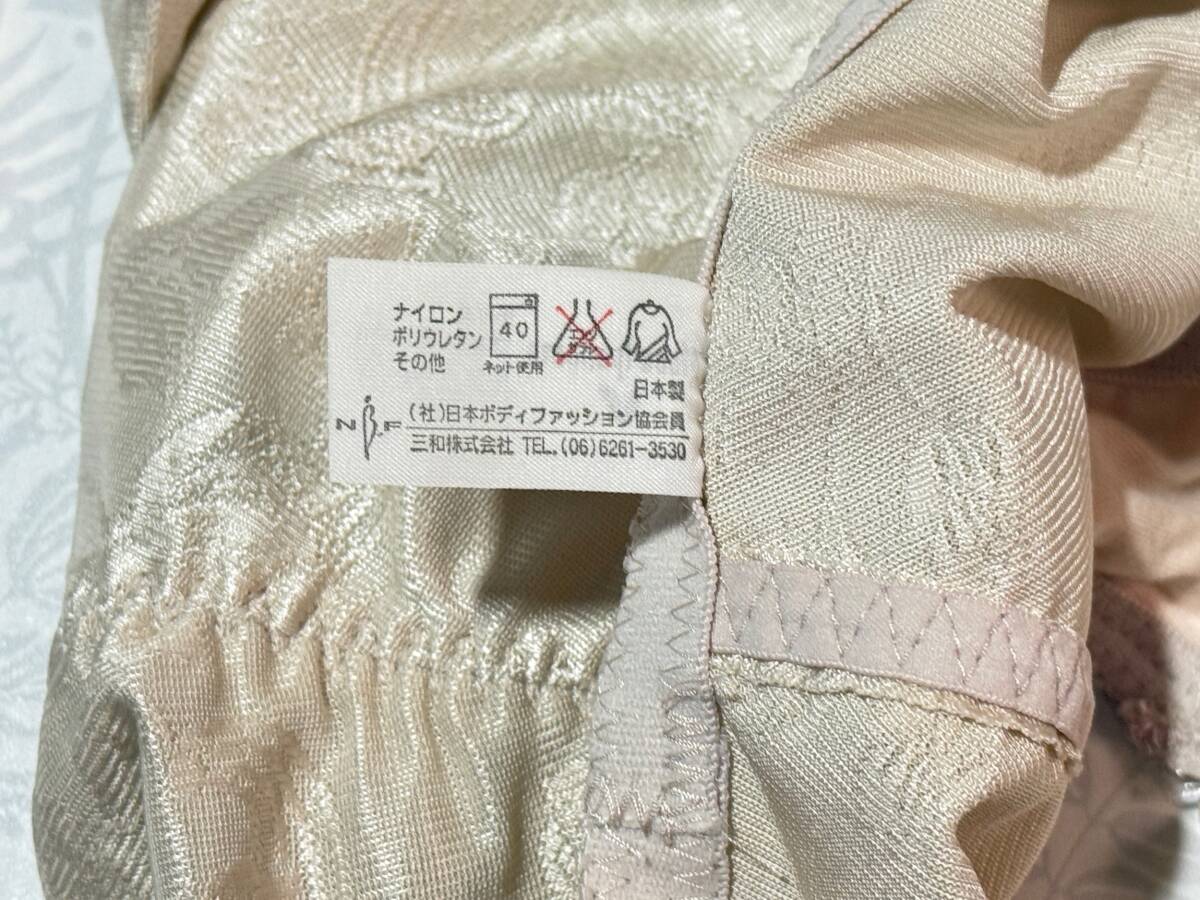 ナイロン
ポリウレタン
その他
40
ネット使用
日本製
(社)日本ボディファッション協会員
三和株式会社 TEL.(06)6261-3530